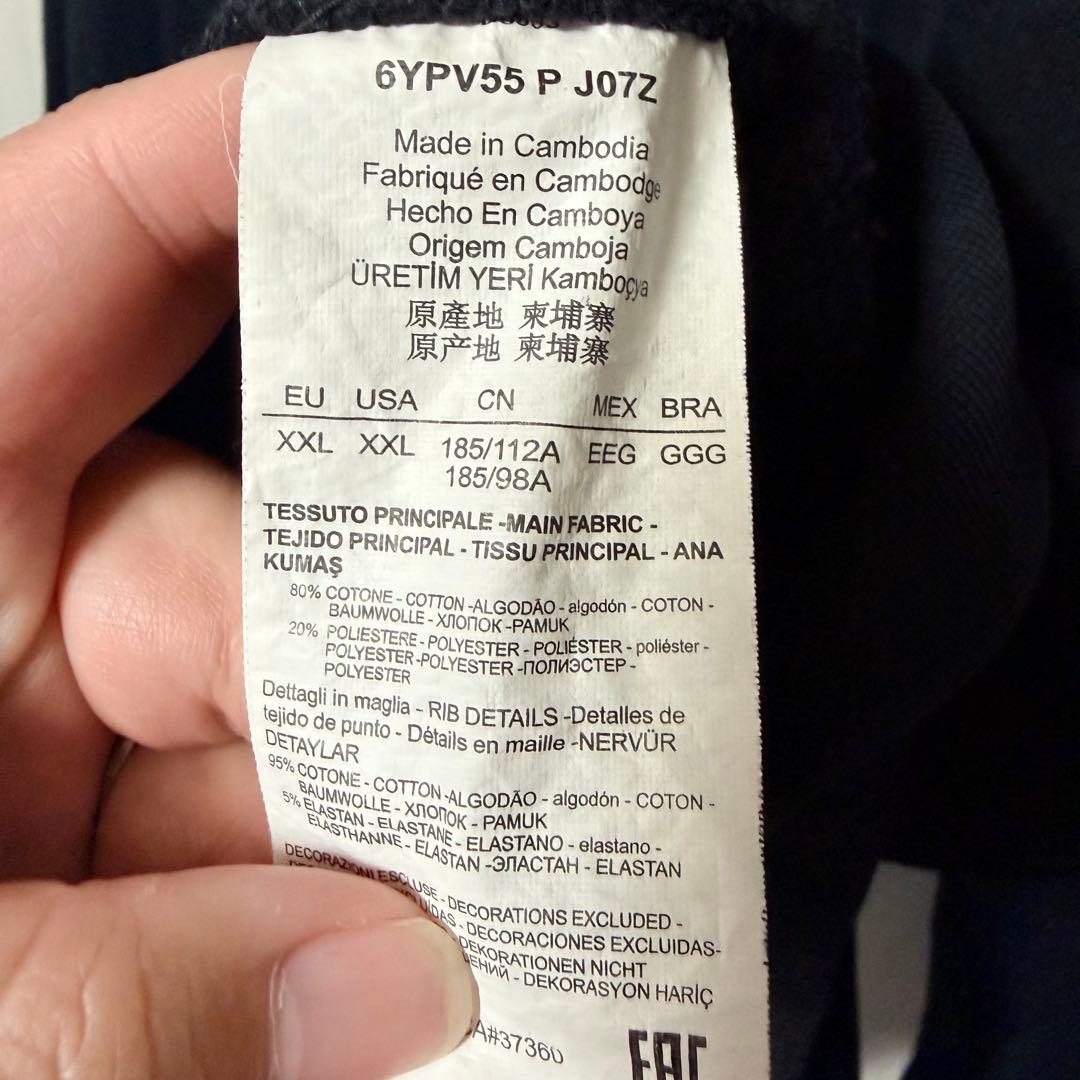 6YPV55 P J07Z
Made in Cambodia
Fabriqué en Cambodge
Hecho En Camboya
Origem Camboja
ÜRETİM YERİ Kamboçya
原產地 柬埔寨
原产地 柬埔寨
EU USA CN MEX BRA
XXL XXL 185/112A EEG GGG
185/98A
TESSUTO PRINCIPALE -MAIN FABRIC -
TEJIDO PRINCIPAL - TISSU PRINCIPAL - ANA
KUMAŞ
80% COTONE - COTTON -ALGODÃO - algodón - COTON -
BAUMWOLLE - ХЛОПОК -PAMUK
20% POLIESTERE - POLYESTER - POLIÉSTER - poliéster -
POLYESTER -POLYESTER -ПОЛИЭСТЕР -
POLYESTER
Dettagli in maglia - RIB DETAILS -Detalles de
tejido de punto - Détails en maille -NERVÜR
DETAYLAR
95% COTONE - COTTON -ALGODÃO - algodón - COTON -
BAUMWOLLE - ХЛОПОК - PAMUK
5% ELASTAN - ELASTANE - ELASTANO - elastano -
ELASTHANNE - ELASTAN -ЭЛАСТАН - ELASTAN
DECORAZIONI ESCLUSE - DECORATIONS EXCLUDED -
- DECORACIONES EXCLUIDAS-
DEKORATIONEN NICHT
- DEKORASYON HARİÇ
A#37360
EAC